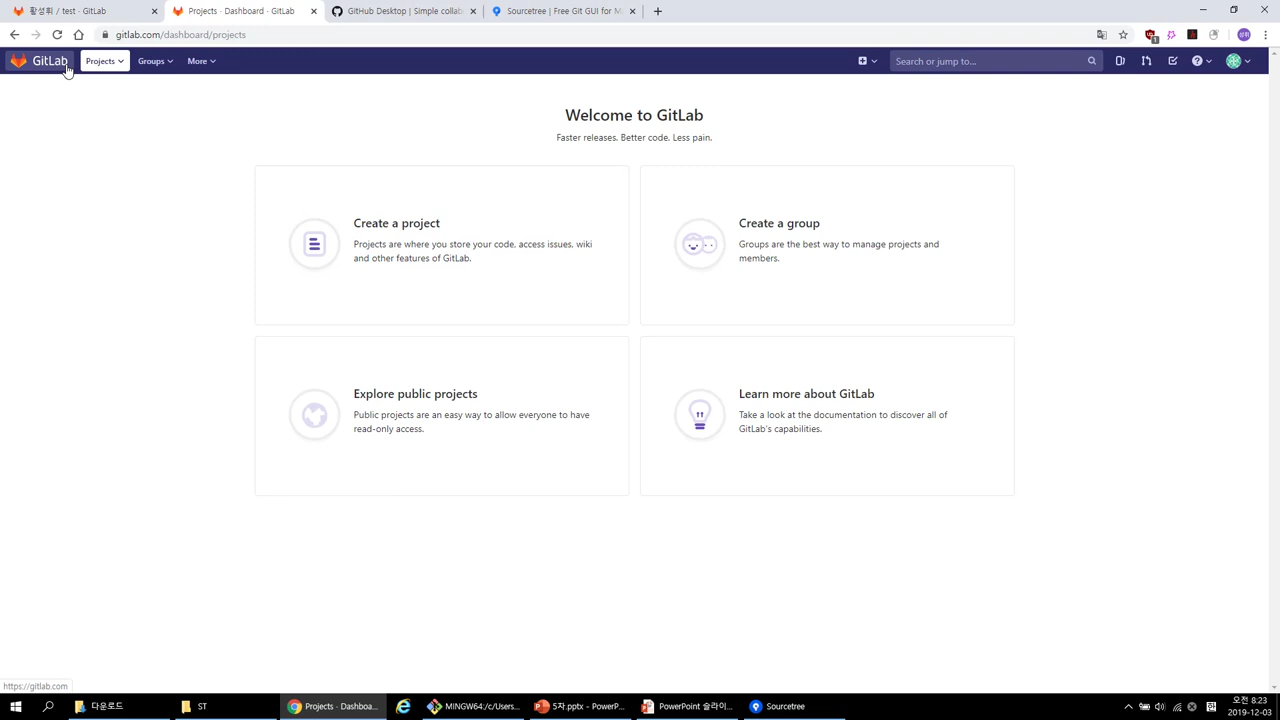 황성휘 / test · GitLab
Projects · Dashboard · GitLab
GitHub Desktop | Simple collab
Sourcetree | Free Git GUI for M
gitlab.com/dashboard/projects
GitLab
Projects
Groups
More
Search or jump to...
Welcome to GitLab
Faster releases. Better code. Less pain.
Create a project
Projects are where you store your code, access issues, wiki
and other features of GitLab.
Create a group
Groups are the best way to manage projects and
members.
Explore public projects
Public projects are an easy way to allow everyone to have
read-only access.
Learn more about GitLab
Take a look at the documentation to discover all of
GitLab's capabilities.
https://gitlab.com
다운로드
ST
Projects · Dashboa...
MINGW64:/c/Users...
5차.pptx - PowerP...
PowerPoint 슬라이...
Sourcetree
오전 8:23
2019-12-03